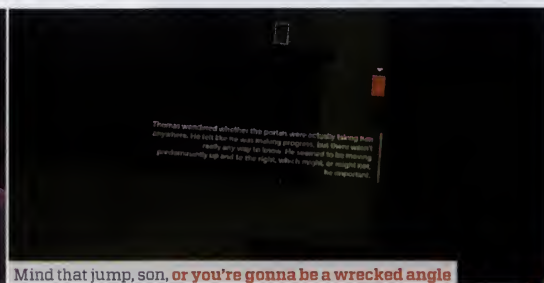 Thomas wondered whether the portals were actually taking him
anywhere. He felt like he was making progress, but there wasn't
really any way to know. He seemed to be moving
predominantly up and to the right, which might, or might not,
be important.
Mind that jump, son, or you're gonna be a wrecked angle